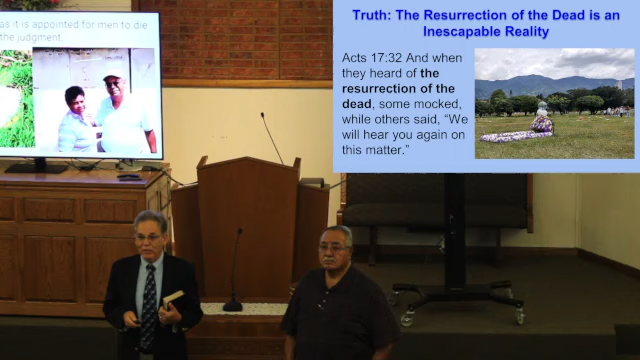 as it is appointed for men to die
the judgment.
Truth: The Resurrection of the Dead is an
Inescapable Reality
Acts 17:32 And when
they heard of the
resurrection of the
dead, some mocked,
while others said, “We
will hear you again on
this matter.”